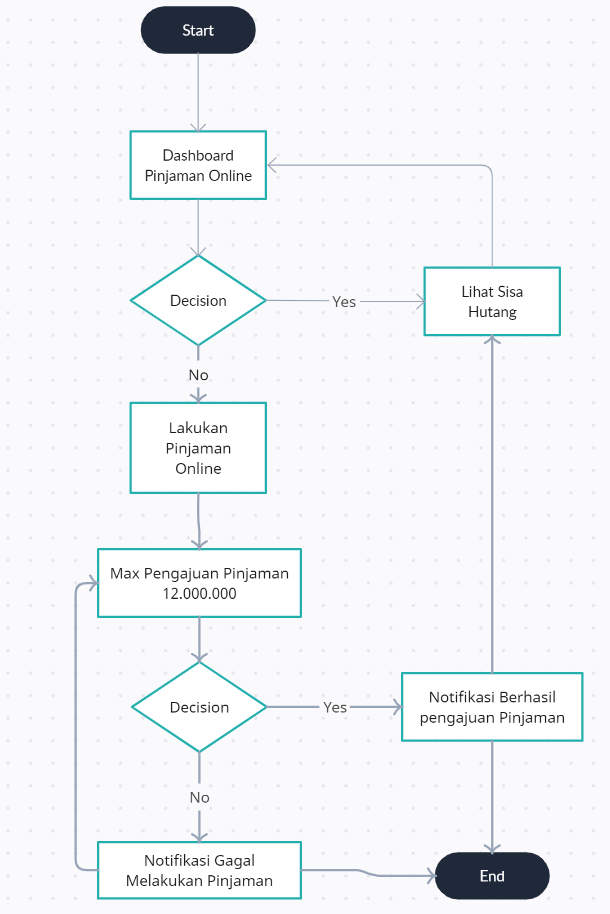 Start
Dashboard
Pinjaman Online
Decision
Yes
Lihat Sisa
Hutang
No
Lakukan
Pinjaman
Online
Max Pengajuan Pinjaman
12.000.000
Decision
Yes
Notifikasi Berhasil
pengajuan Pinjaman
No
Notifikasi Gagal
Melakukan Pinjaman
End